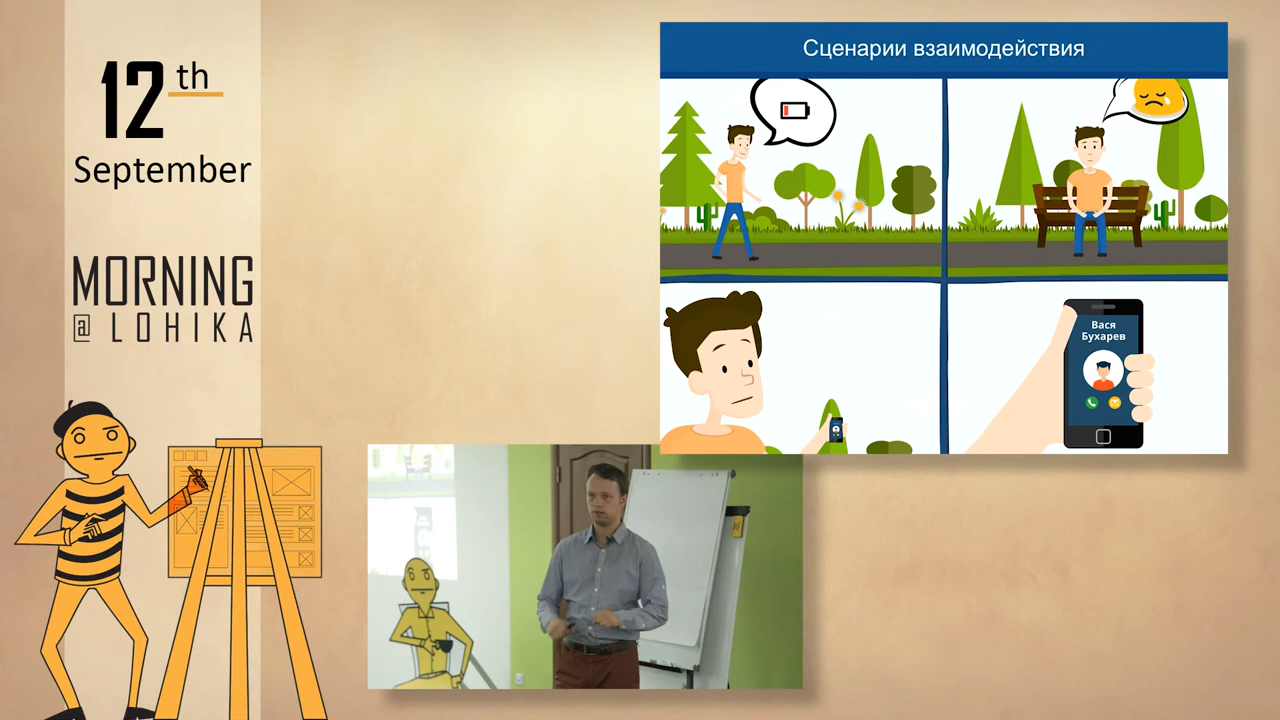 12th
September
MORNING
@ LOHIKA
Сценарии взаимодействия
Вася
Бухарев